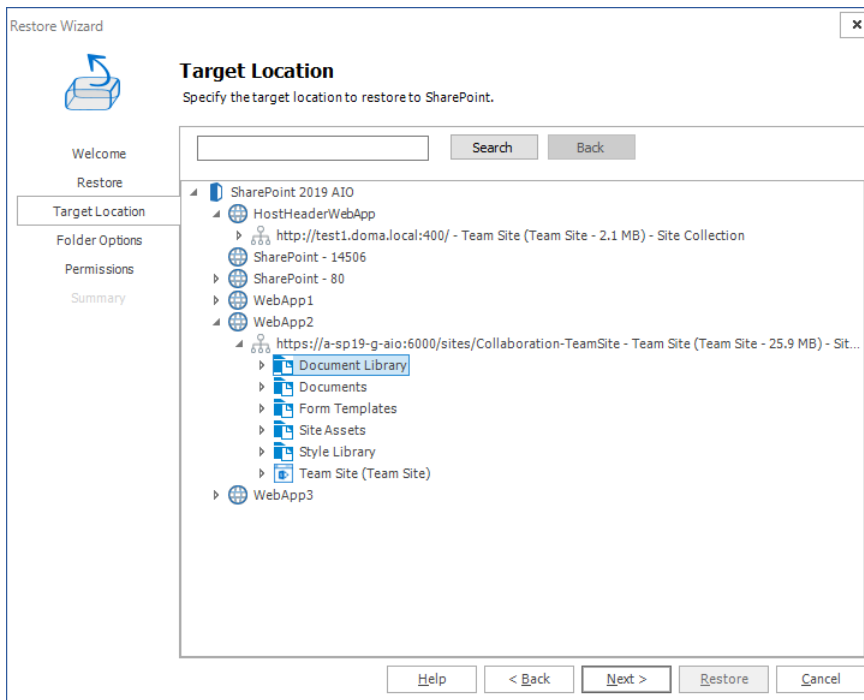 Restore Wizard
Target Location
Specify the target location to restore to SharePoint.
Search
Back
Welcome
Restore
Target Location
Folder Options
Permissions
Summary
SharePoint 2019 AIO
HostHeaderWebApp
http://test1.doma.local:400/ - Team Site (Team Site - 2.1 MB) - Site Collection
SharePoint - 14506
SharePoint - 80
WebApp1
WebApp2
https://a-sp19-g-aio:6000/sites/Collaboration-TeamSite - Team Site (Team Site - 25.9 MB) - Sit...
Document Library
Documents
Form Templates
Site Assets
Style Library
Team Site (Team Site)
WebApp3
Help
< Back
Next >
Restore
Cancel